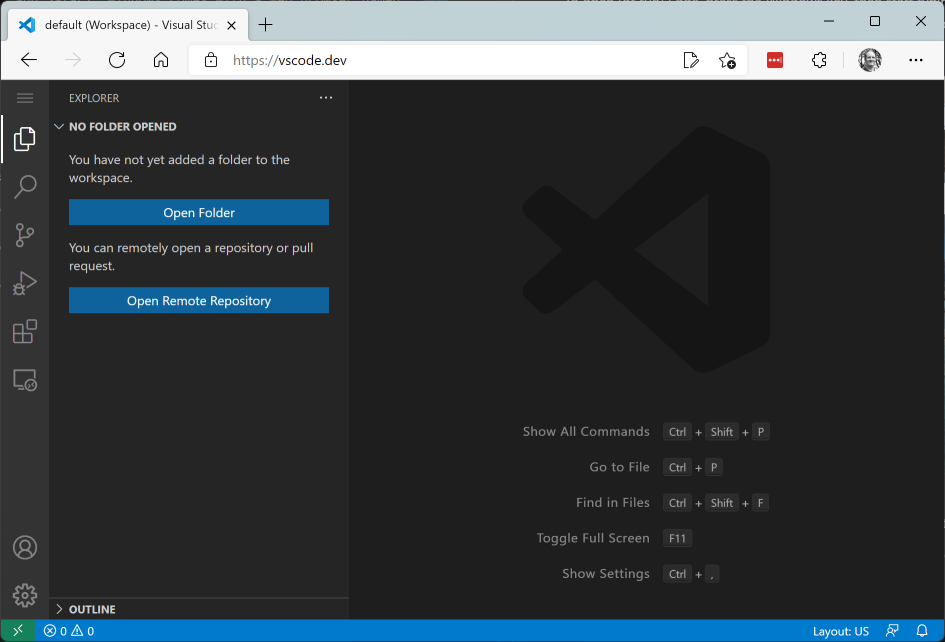 default (Workspace) - Visual Stuc
https://vscode.dev
EXPLORER
NO FOLDER OPENED
You have not yet added a folder to the
workspace.
Open Folder
You can remotely open a repository or pull
request.
Open Remote Repository
Show All Commands Ctrl + Shift + P
Go to File Ctrl + P
Find in Files Ctrl + Shift + F
Toggle Full Screen F11
Show Settings Ctrl + ,
OUTLINE
0 0 Layout: US